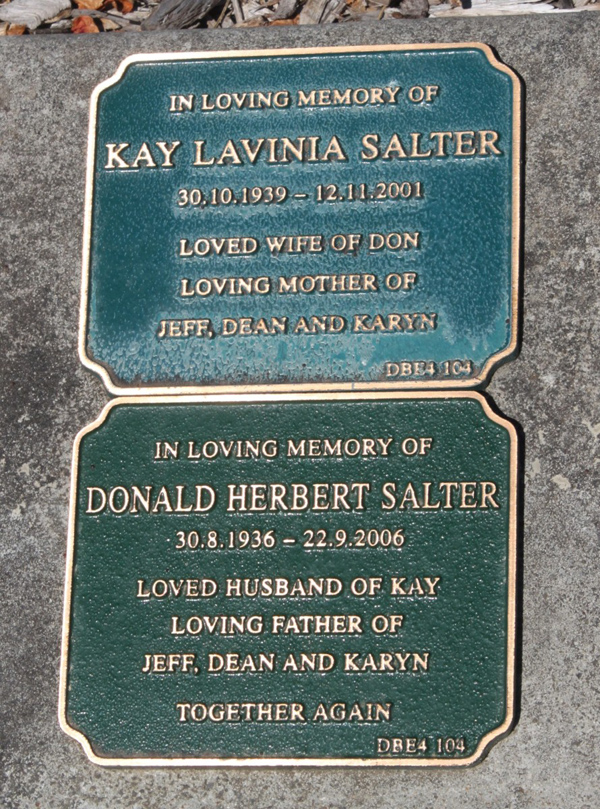 IN LOVING MEMORY OF
KAY LAVINIA SALTER
30.10.1939 – 12.11.2001
LOVED WIFE OF DON
LOVING MOTHER OF
JEFF, DEAN AND KARYN
DBE4 104
IN LOVING MEMORY OF
DONALD HERBERT SALTER
30.8.1936 – 22.9.2006
LOVED HUSBAND OF KAY
LOVING FATHER OF
JEFF, DEAN AND KARYN
TOGETHER AGAIN
DBE4 104